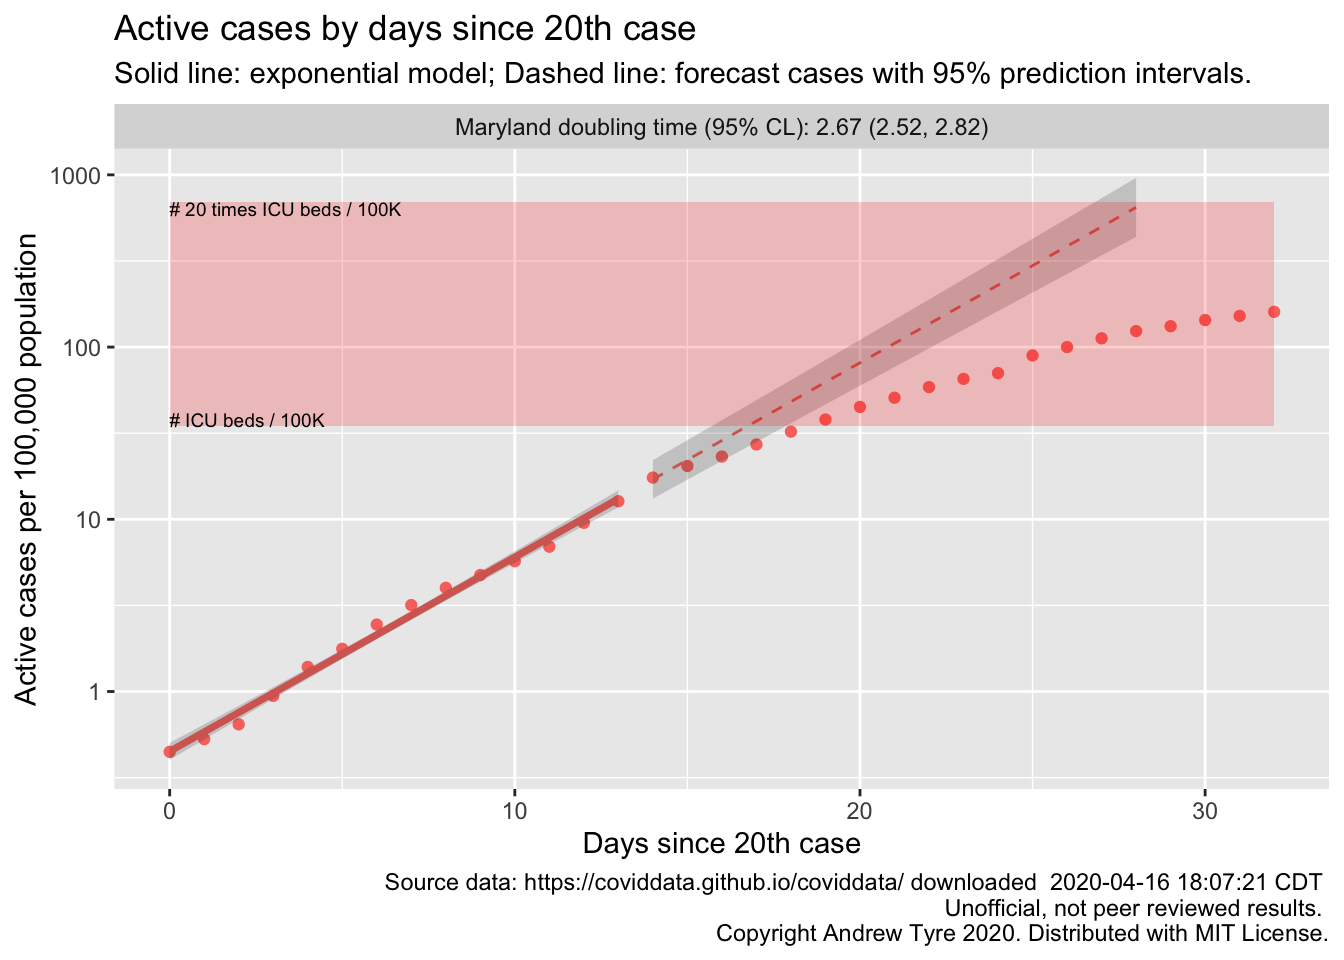 Active cases by days since 20th case
Solid line: exponential model; Dashed line: forecast cases with 95% prediction intervals.
Maryland doubling time (95% CL): 2.67 (2.52, 2.82)
Active cases per 100,000 population
1000
100
10
1
# 20 times ICU beds / 100K
# ICU beds / 100K
0
10
20
30
Days since 20th case
Source data: https://coviddata.github.io/coviddata/ downloaded  2020-04-16 18:07:21 CDT
Unofficial, not peer reviewed results.
Copyright Andrew Tyre 2020. Distributed with MIT License.